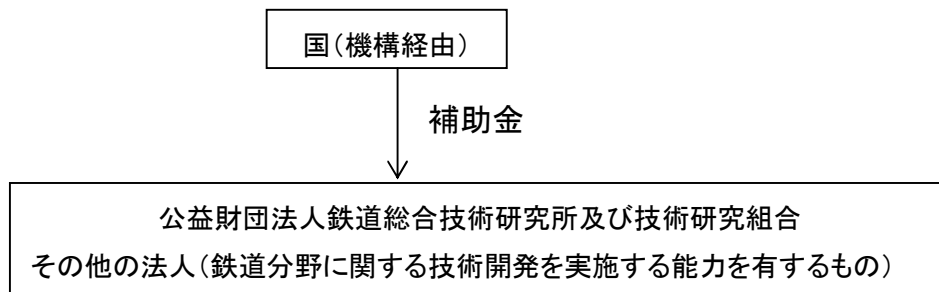 国(機構経由)
補助金
公益財団法人鉄道総合技術研究所及び技術研究組合
その他の法人(鉄道分野に関する技術開発を実施する能力を有するもの)